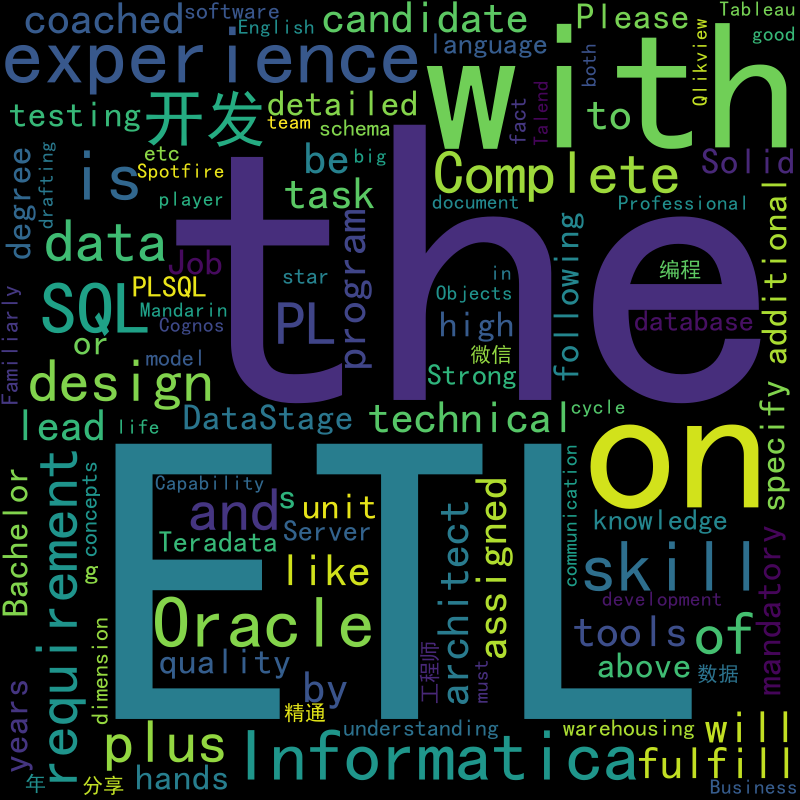 coached
software
English
candidate
Please
Tableau
good
experience
language
both
Qlikview
with
testing
开发
detailed
team
schema
fact
Talend
to
etc
Spotfire
big
be
Complete
Solid
degree
drafting
is
player
task
document
Professional
the
data
Job
program
following
additional
star
in
Objects
编程
SQL
PLSQL
Mandarin
Cognos
PL
high
database
微信
or
model
Strong
Familiarly
design
specify
lead
life
DataStage
technical
cycle
on
Bachelor
requirement
concepts
Capability
ETL
and
s
unit
Server
Teradata
architect
assigned
communication
knowledge
like
skill
g
development
mandatory
Oracle
tools
of
dimension
quality
工程师
must
above
数据
years
by
精通
plus
understanding
warehousing
will
Informatica
fulfill
年
分享
hands
Business